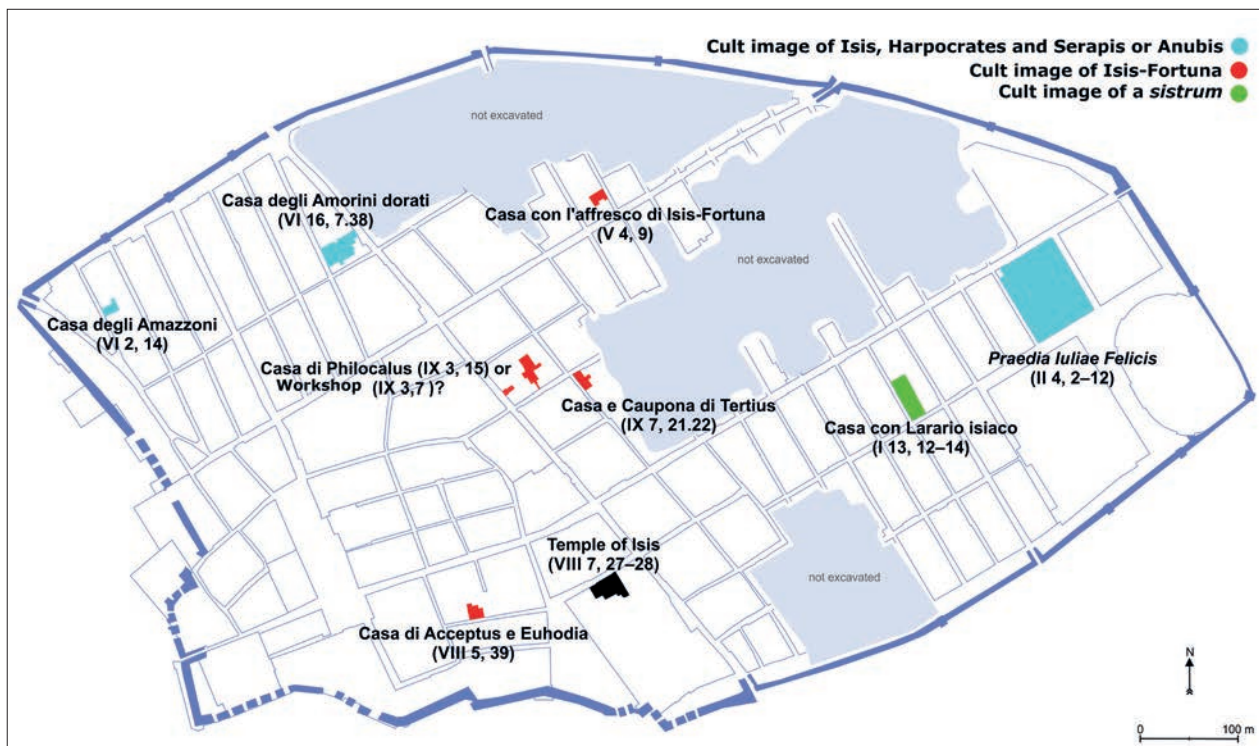 Cult image of Isis, Harpocrates and Serapis or Anubis
Cult image of Isis-Fortuna
Cult image of a sistrum
not excavated
Casa degli Amorini dorati
(VI 16, 7.38)
Casa con l'affresco di Isis-Fortuna
(V 4, 9)
not excavated
Casa degli Amazzoni
(VI 2, 14)
Praedia Iuliae Felicis
(II 4, 2–12)
Casa di Philocalus (IX 3, 15) or
Workshop (IX 3,7 )?
Casa e Caupona di Tertius
(IX 7, 21.22)
Casa con Larario isiaco
(I 13, 12–14)
Temple of Isis
(VIII 7, 27–28)
not excavated
Casa di Acceptus e Euhodia
(VIII 5, 39)
N
0 100 m